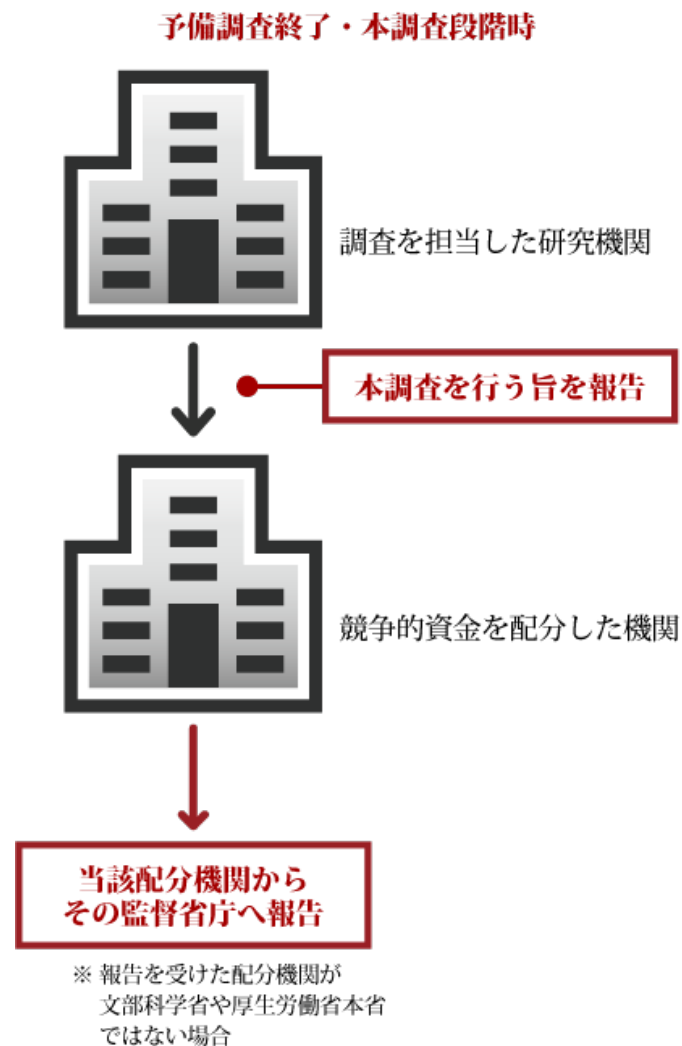 予備調査終了・本調査段階時
調査を担当した研究機関
本調査を行う旨を報告
競争的資金を配分した機関
当該配分機関から
その監督省庁へ報告
※ 報告を受けた配分機関が
文部科学省や厚生労働省本省
ではない場合